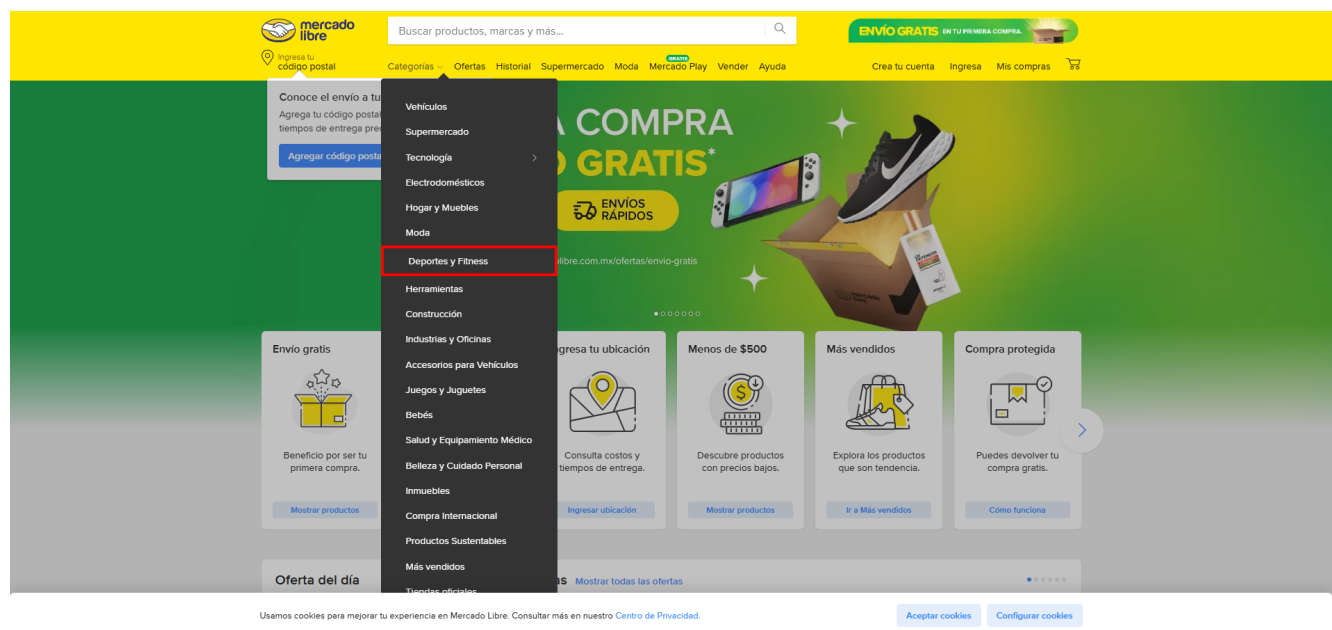 mercado
libre
Buscar productos, marcas y más...
ENVÍO GRATIS EN TU PRIMERA COMPRA.
Ingresa tu
código postal
Categorías Ofertas Historial Supermercado Moda Mercado Play Vender Ayuda
GRATIS
Crea tu cuenta Ingresa Mis compras
Conoce el envío a tu
Agrega tu código postal
tiempos de entrega
Agregar código
Vehículos
Supermercado
Tecnología
Electrodomésticos
Hogar y Muebles
Moda
Deportes y Fitness
Herramientas
Construcción
Industrias y Oficinas
Accesorios para Vehículos
Juegos y Juguetes
Bebés
Salud y Equipamiento Médico
Belleza y Cuidado Personal
Inmuebles
Compra Internacional
Productos Sustentables
Más vendidos
Tiendas oficiales
COMPRA
GRATIS*
ENVÍOS
RÁPIDOS
libre.com.mx/ofertas/envio-gratis
mercado
libre
Envío gratis
Beneficio por ser tu
primera compra.
Mostrar productos
tu ubicación
Consulta costos y
tiempos de entrega.
Ingresar ubicación
Menos de $500
Descubre productos
con precios bajos.
Mostrar productos
Más vendidos
Explora los productos
que son tendencia.
Ir a Más vendidos
Compra protegida
Puedes devolver tu
compra gratis.
Cómo funciona
Oferta del día
Mostrar todas las ofertas
Usamos cookies para mejorar tu experiencia en Mercado Libre. Consultar más en nuestro Centro de Privacidad.
Aceptar cookies
Configurar cookies